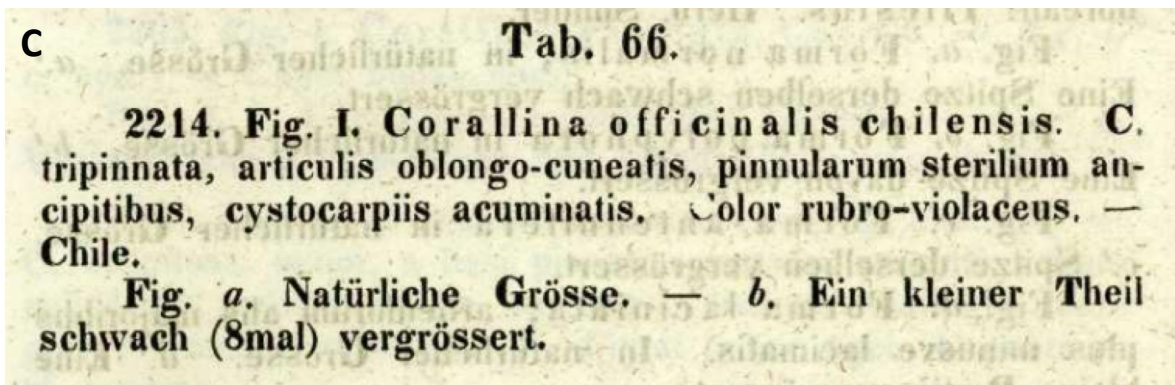 C
Tab. 66.
2214. Fig. I. Corallina officinalis chilensis. C.
tripinnata, articulis oblongo-cuneatis, pinnularum sterilium an-
cipitibus, cystocarpiis acuminatis. Color rubro-violaceus. —
Chile.
Fig. a. Natürliche Grösse. — b. Ein kleiner Theil
schwach (8mal) vergrössert.